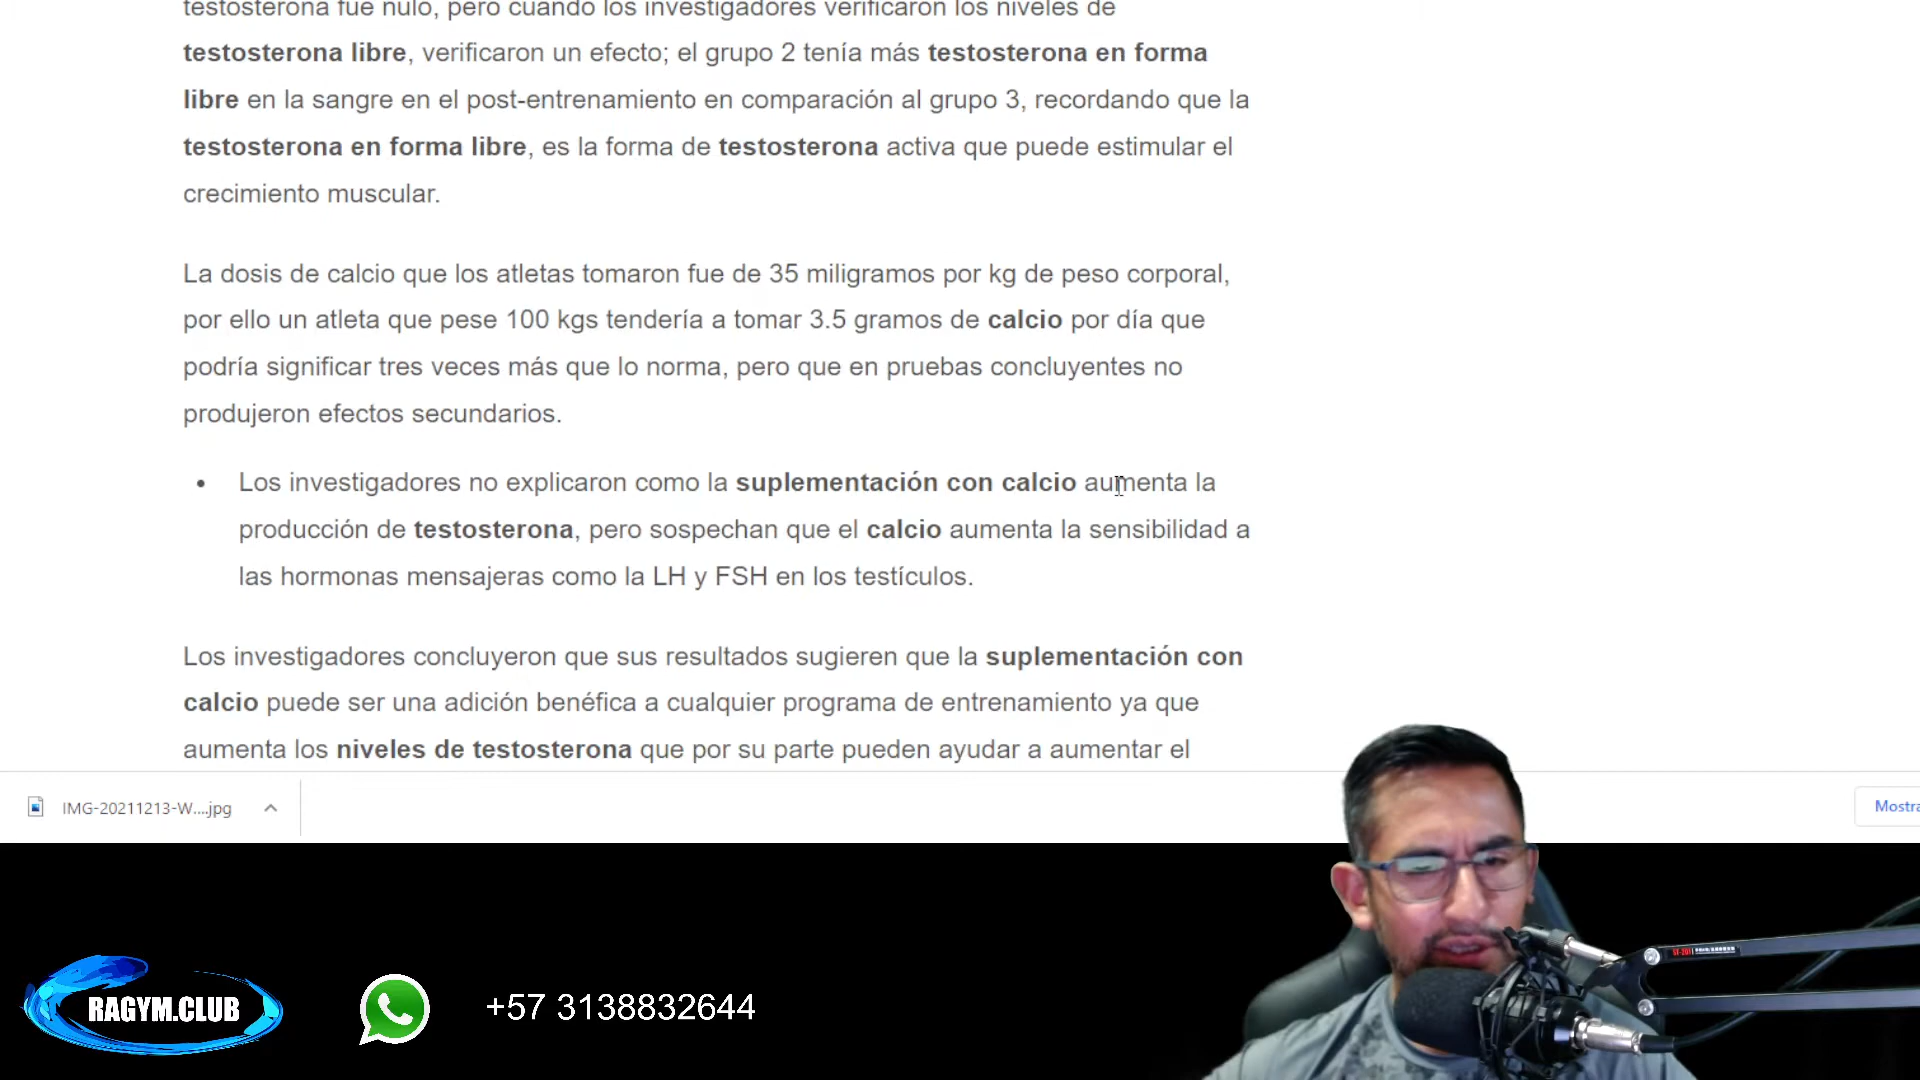 testosterona fue nulo, pero cuando los investigadores verificaron los niveles de
testosterona libre, verificaron un efecto; el grupo 2 tenía más testosterona en forma
libre en la sangre en el post-entrenamiento en comparación al grupo 3, recordando que la
testosterona en forma libre, es la forma de testosterona activa que puede estimular el
crecimiento muscular.
La dosis de calcio que los atletas tomaron fue de 35 miligramos por kg de peso corporal,
por ello un atleta que pese 100 kgs tendería a tomar 3.5 gramos de calcio por día que
podría significar tres veces más que lo norma, pero que en pruebas concluyentes no
produjeron efectos secundarios.
• Los investigadores no explicaron como la suplementación con calcio aumenta la
producción de testosterona, pero sospechan que el calcio aumenta la sensibilidad a
las hormonas mensajeras como la LH y FSH en los testículos.
Los investigadores concluyeron que sus resultados sugieren que la suplementación con
calcio puede ser una adición benéfica a cualquier programa de entrenamiento ya que
aumenta los niveles de testosterona que por su parte pueden ayudar a aumentar el
IMG-20211213-W....jpg
Mostra
RAGYM.CLUB
+57 3138832644